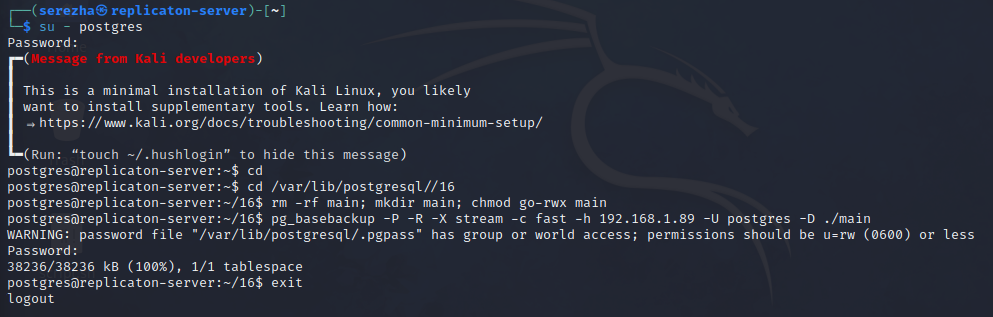 ┌──(serezha㉿replicaton-server)-[~]
└─$ su - postgres
Password:
┏━(Message from Kali developers)
┃
┃ This is a minimal installation of Kali Linux, you likely
┃ want to install supplementary tools. Learn how:
┃ ⇒ https://www.kali.org/docs/troubleshooting/common-minimum-setup/
┃
┗━(Run: “touch ~/.hushlogin” to hide this message)
postgres@replicaton-server:~$ cd
postgres@replicaton-server:~$ cd /var/lib/postgresql//16
postgres@replicaton-server:~/16$ rm -rf main; mkdir main; chmod go-rwx main
postgres@replicaton-server:~/16$ pg_basebackup -P -R -X stream -c fast -h 192.168.1.89 -U postgres -D ./main
WARNING: password file "/var/lib/postgresql/.pgpass" has group or world access; permissions should be u=rw (0600) or less
Password:
38236/38236 kB (100%), 1/1 tablespace
postgres@replicaton-server:~/16$ exit
logout